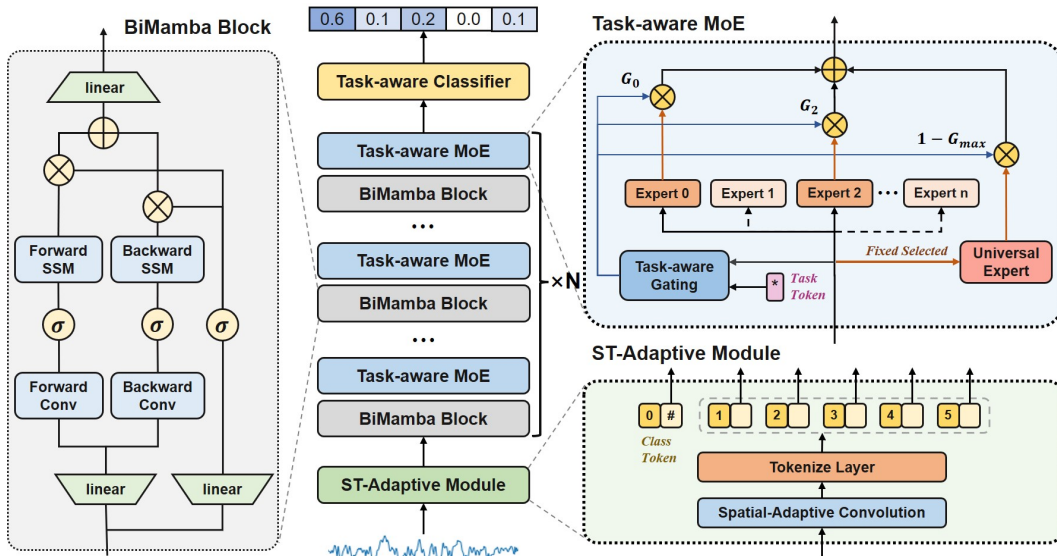 BiMamba Block
linear
Forward
SSM
Backward
SSM
σ
σ
σ
Forward
Conv
Backward
Conv
linear
linear
0.6 0.1 0.2 0.0 0.1
Task-aware Classifier
Task-aware MoE
BiMamba Block
...
Task-aware MoE
BiMamba Block
...
Task-aware MoE
BiMamba Block
×N
ST-Adaptive Module
Task-aware MoE
G0
G2
1 − Gmax
Expert 0
Expert 1
Expert 2
...
Expert n
Fixed Selected
Task-aware
Gating
*
Task
Token
Universal
Expert
ST-Adaptive Module
0 # 1 2 3 4 5
Class
Token
Tokenize Layer
Spatial-Adaptive Convolution